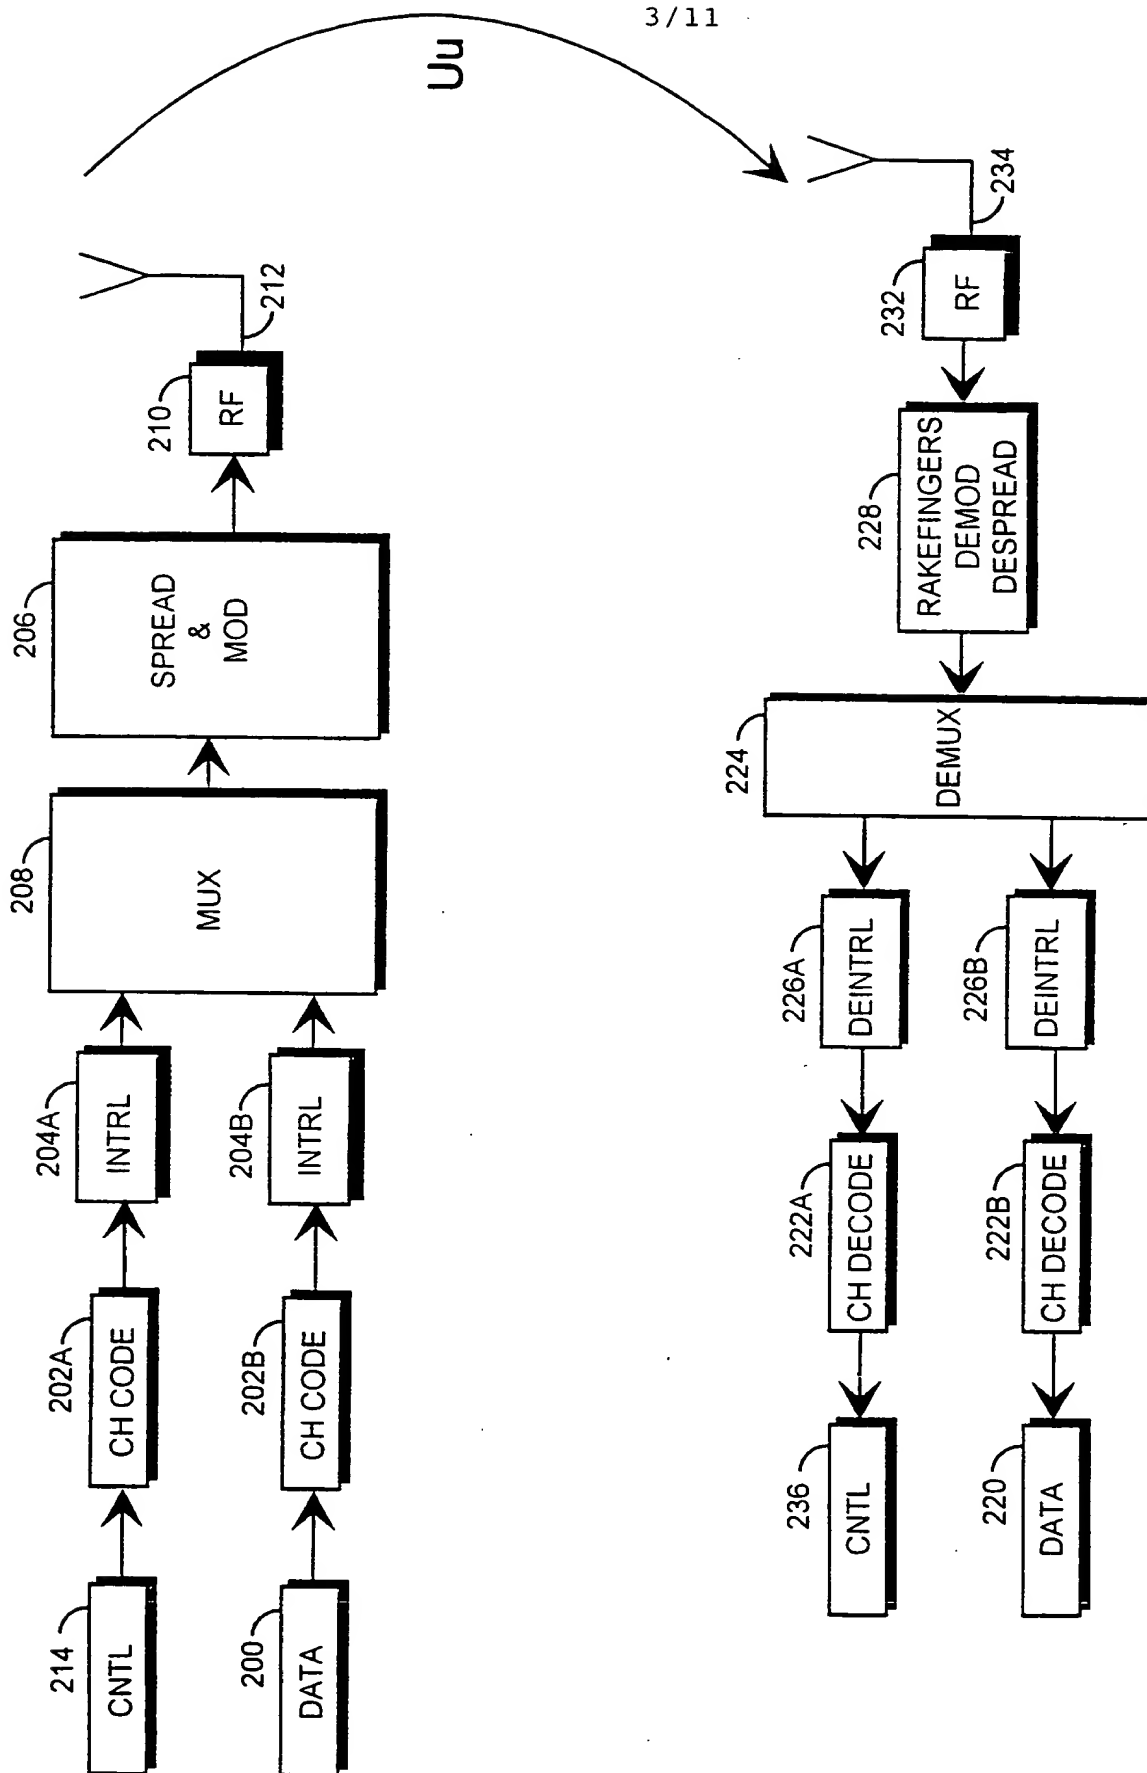 3/11
Uu
214
CNTL
202A
CH CODE
204A
INTRL
200
DATA
202B
CH CODE
204B
INTRL
208
MUX
206
SPREAD
&
MOD
210
RF
212
236
CNTL
222A
CH DECODE
226A
DEINTRL
220
DATA
222B
CH DECODE
226B
DEINTRL
224
DEMUX
228
RAKEFINGERS
DEMOD
DESPREAD
232
RF
234